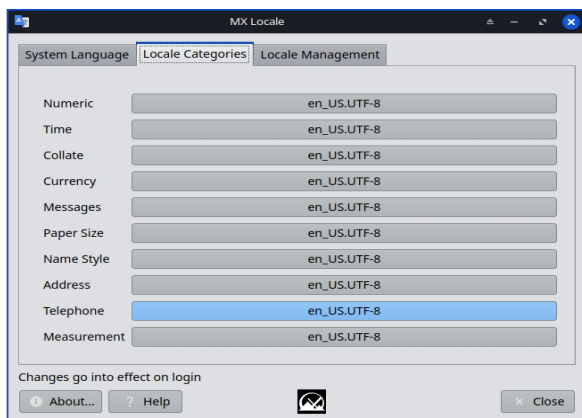 MX Locale
System Language Locale Categories Locale Management
Numeric en_US.UTF-8
Time en_US.UTF-8
Collate en_US.UTF-8
Currency en_US.UTF-8
Messages en_US.UTF-8
Paper Size en_US.UTF-8
Name Style en_US.UTF-8
Address en_US.UTF-8
Telephone en_US.UTF-8
Measurement en_US.UTF-8
Changes go into effect on login
About... ? Help Close